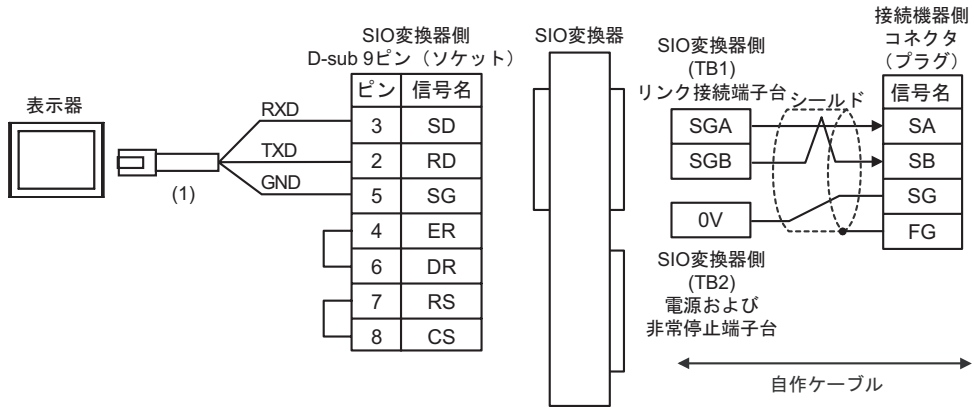 表示器
(1)
RXD
TXD
GND
SIO変換器側
D-sub 9ピン（ソケット）
ピン 信号名
3 SD
2 RD
5 SG
4 ER
6 DR
7 RS
8 CS
SIO変換器
SIO変換器側
(TB1)
リンク接続端子台
SGA
SGB
0V
SIO変換器側
(TB2)
電源および
非常停止端子台
シールド
接続機器側
コネクタ
（プラグ）
信号名
SA
SB
SG
FG
自作ケーブル